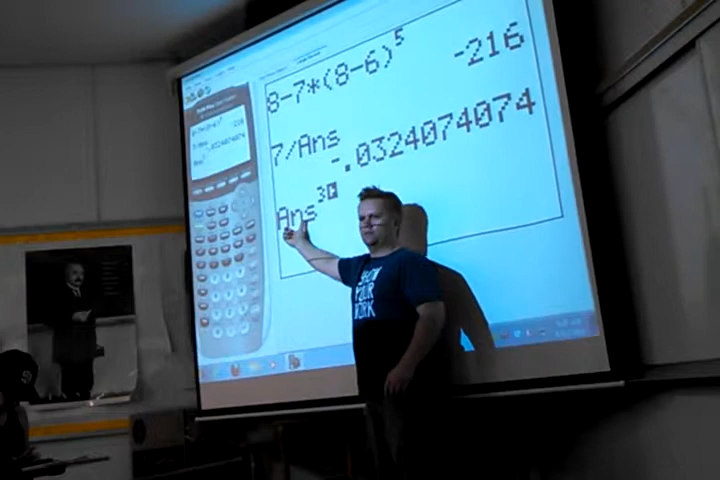 8-7*(8-6)^5
-216
7/Ans
-.0324074074
Ans^3
SHOW
YOUR
WORK